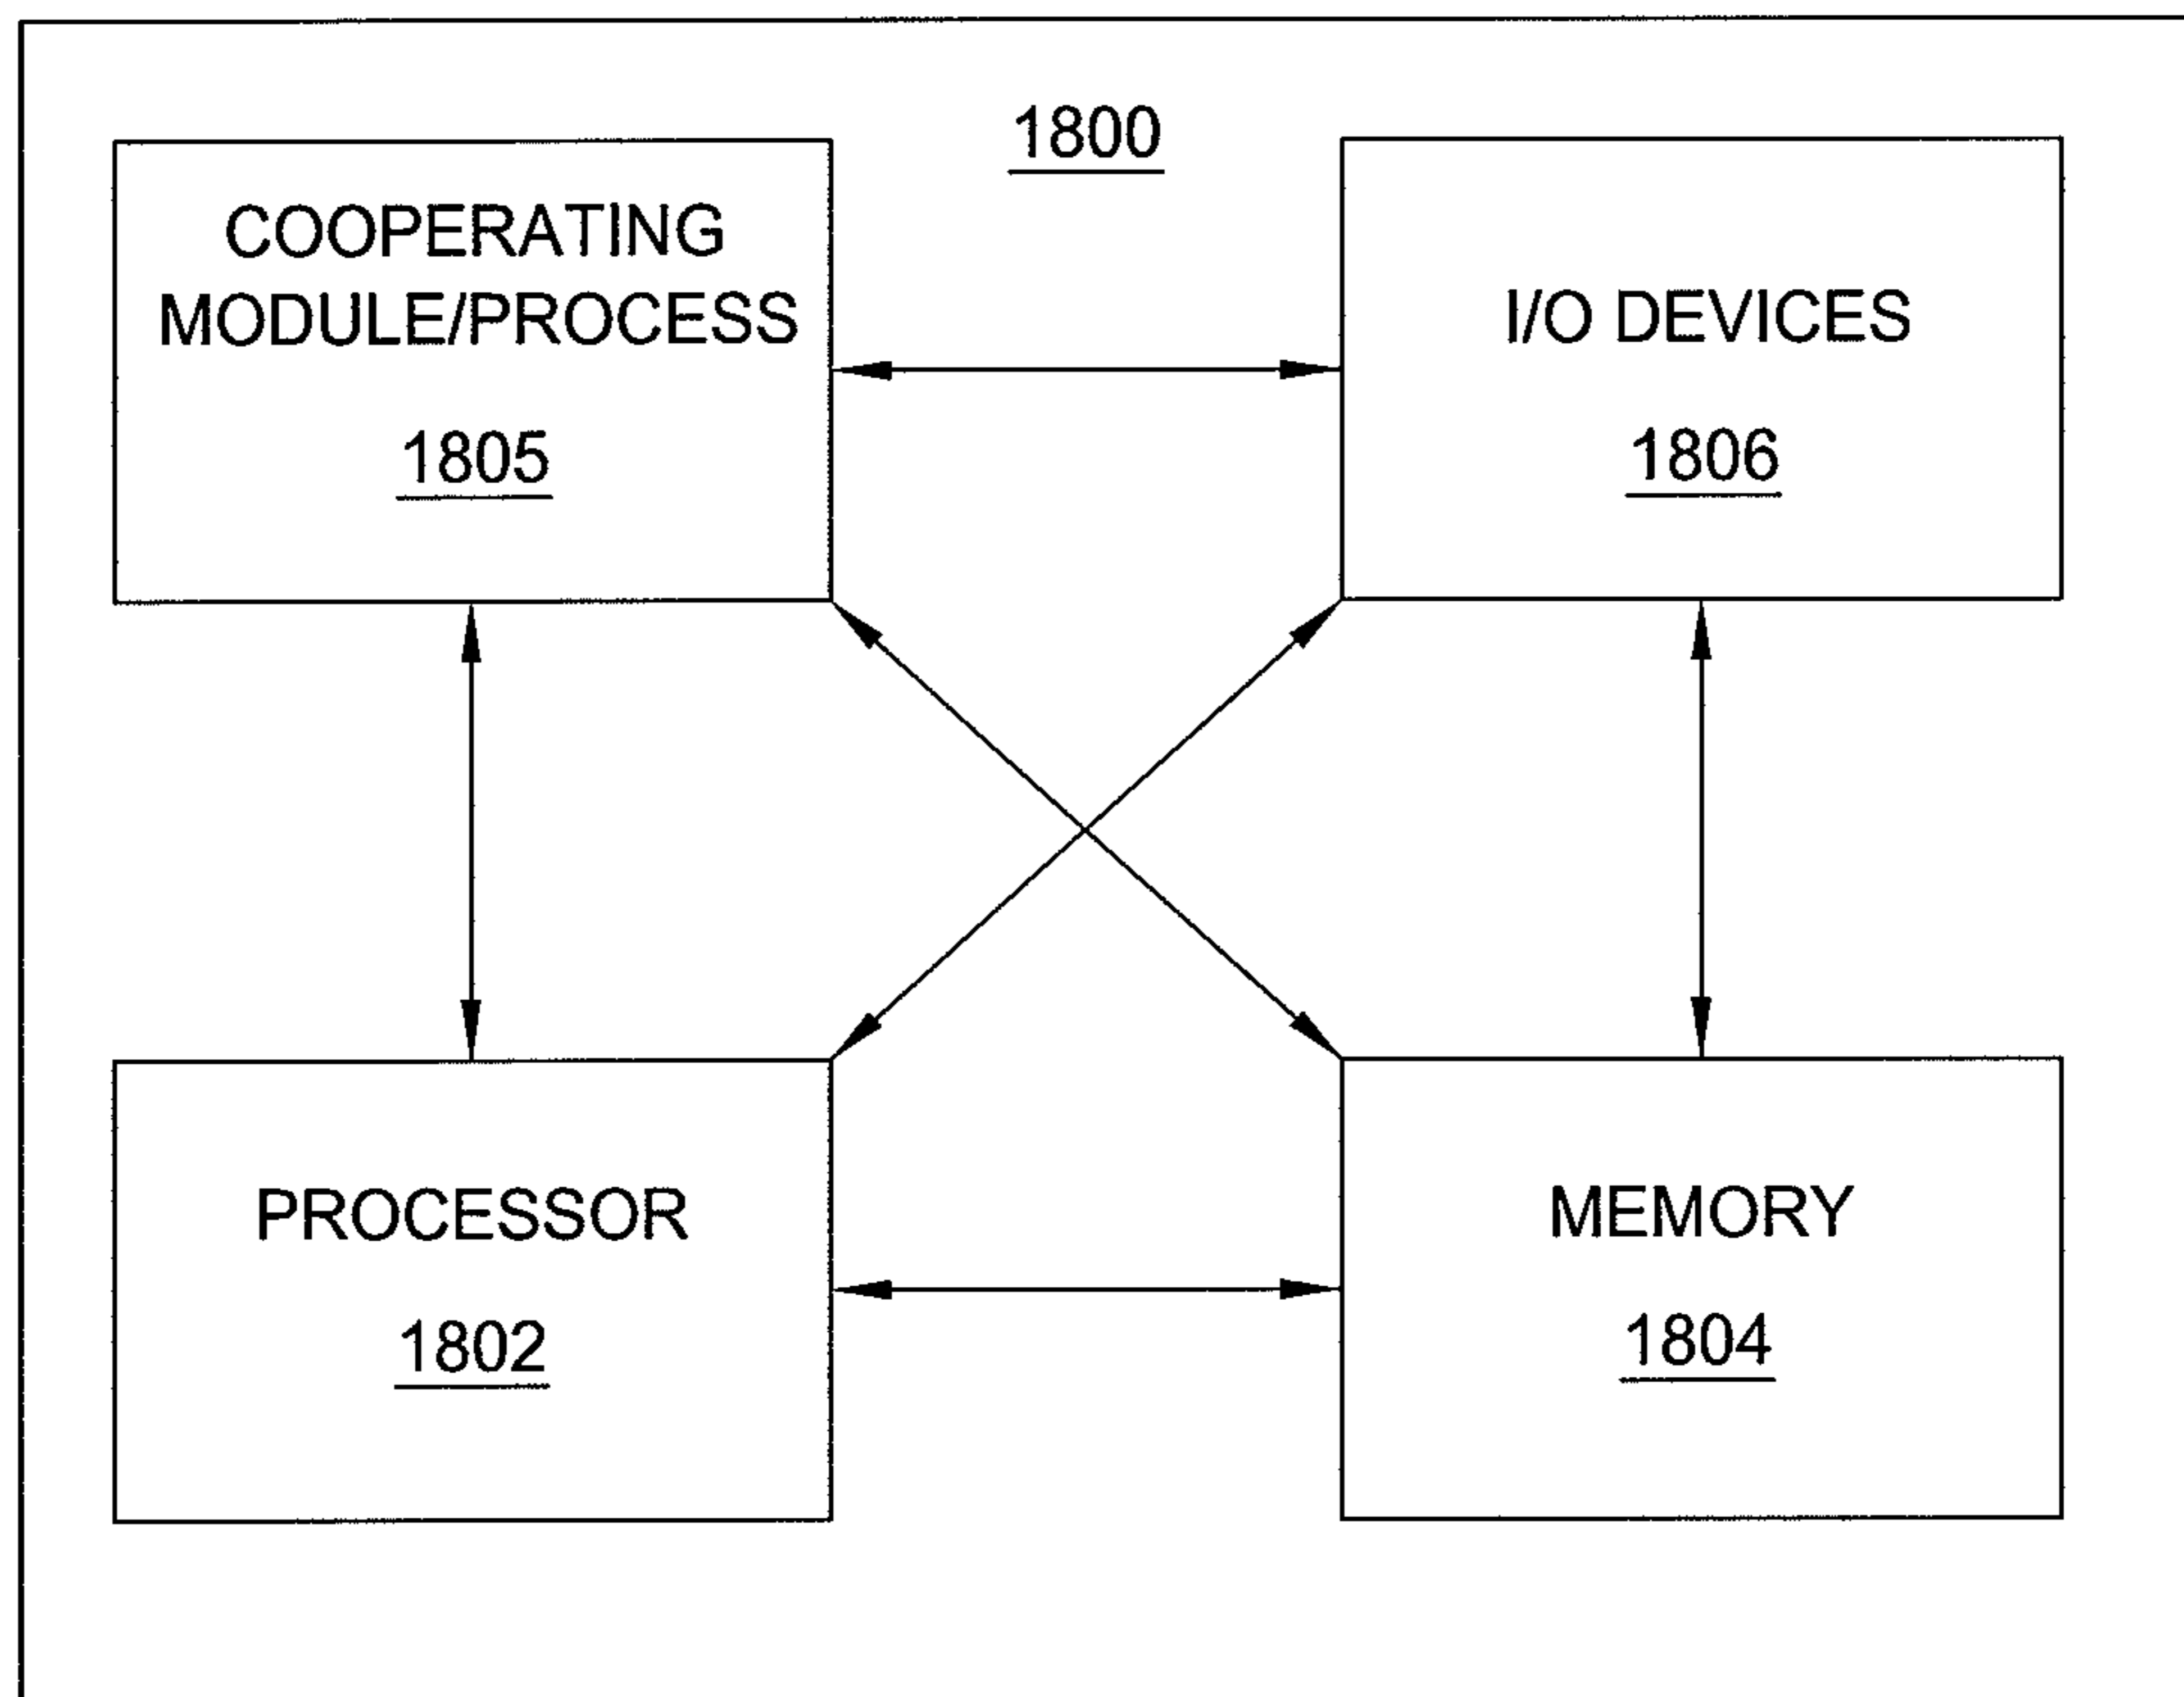 1800
COOPERATING
MODULE/PROCESS
1805
I/O DEVICES
1806
PROCESSOR
1802
MEMORY
1804